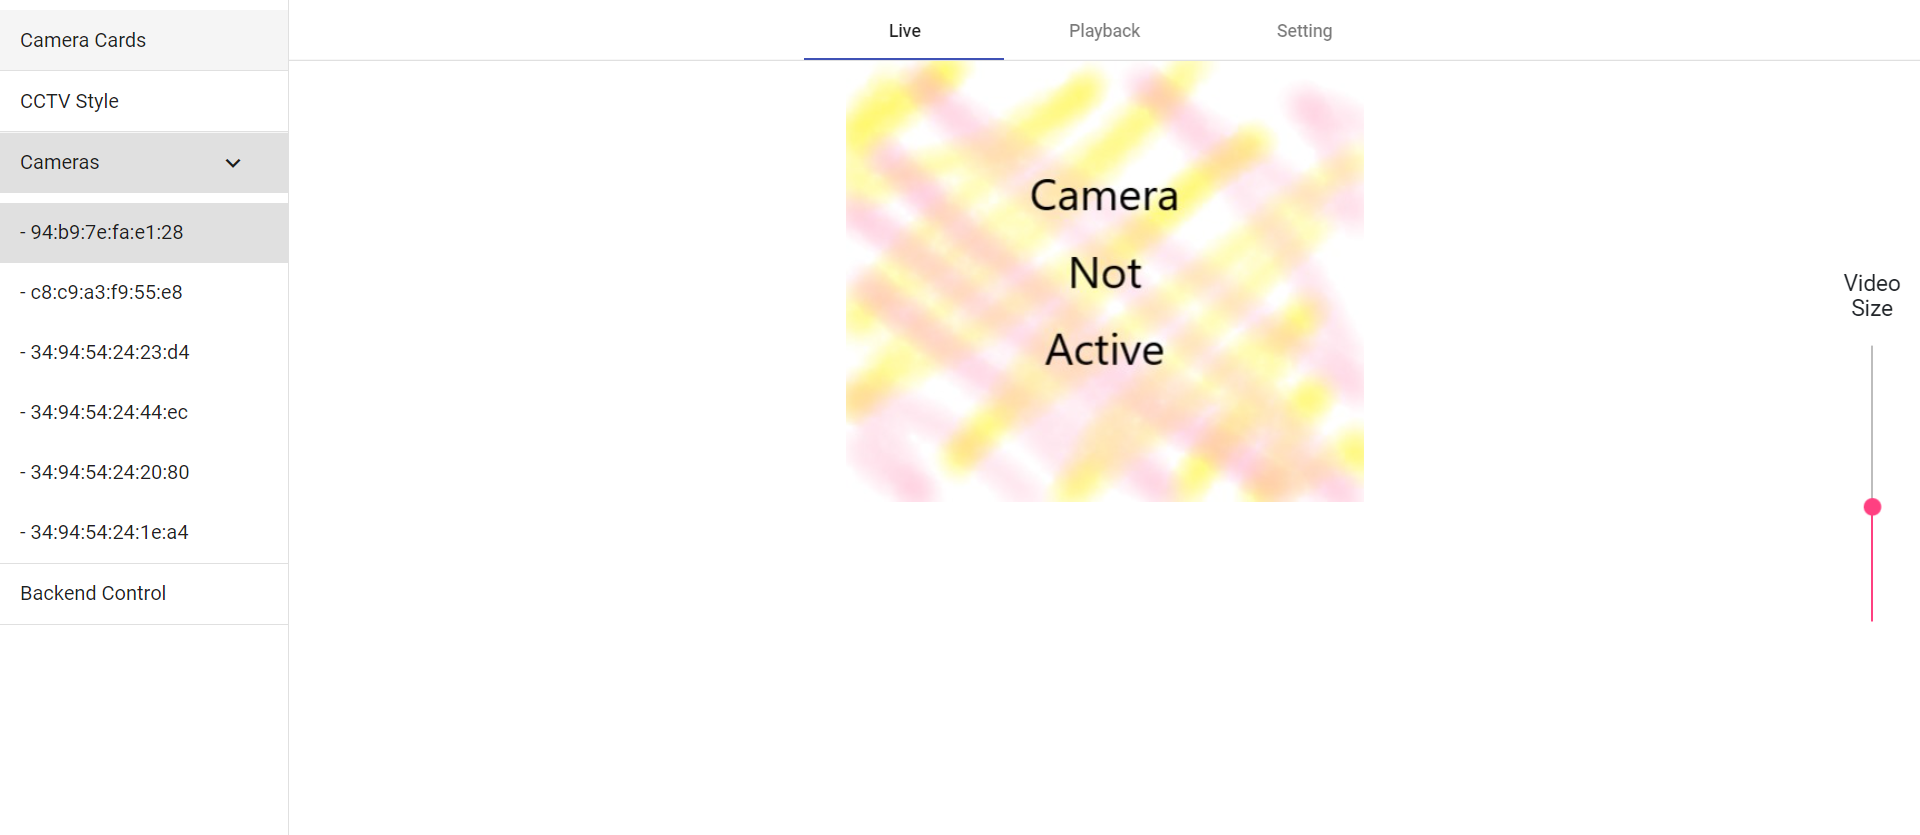 Camera Cards
CCTV Style
Cameras
- 94:b9:7e:fa:e1:28
- c8:c9:a3:f9:55:e8
- 34:94:54:24:23:d4
- 34:94:54:24:44:ec
- 34:94:54:24:20:80
- 34:94:54:24:1e:a4
Backend Control
Live Playback Setting
Camera
Not
Active
Video
Size